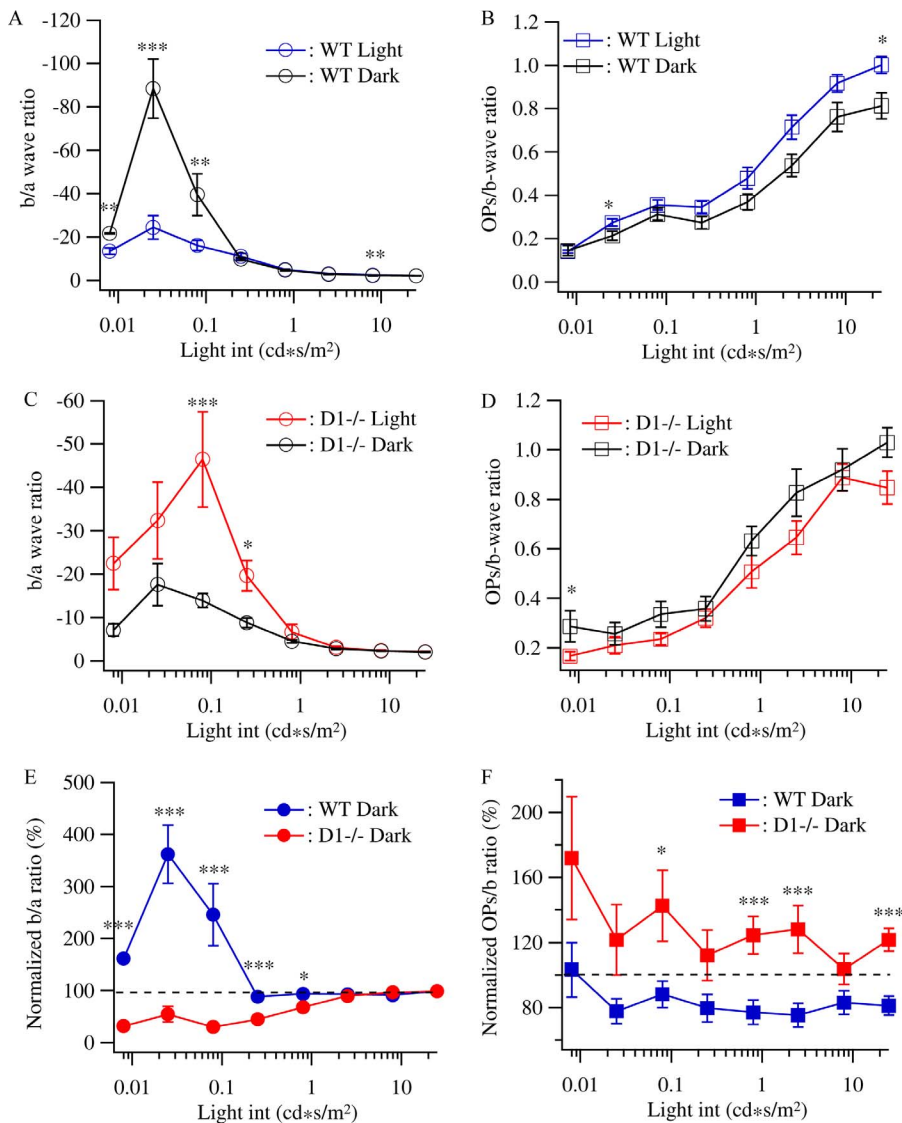 A
b/a wave ratio
-120
-100
-80
-60
-40
-20
0
: WT Light
: WT Dark
**
***
**
**
0.01 0.1 1 10
Light int (cd*s/m²)
B
OPs/b-wave ratio
1.0
0.8
0.6
0.4
0.2
0.0
: WT Light
: WT Dark
*
*
0.01 0.1 1 10
Light int (cd*s/m²)
C
b/a wave ratio
-60
-50
-40
-30
-20
-10
0
: D1-/- Light
: D1-/- Dark
***
*
0.01 0.1 1 10
Light int (cd*s/m²)
D
OPs/b-wave ratio
1.2
1.0
0.8
0.6
0.4
0.2
: D1-/- Light
: D1-/- Dark
*
0.01 0.1 1 10
Light int (cd*s/m²)
E
Normalized b/a ratio (%)
500
400
300
200
100
0
: WT Dark
: D1-/- Dark
***
***
***
***
*
0.01 0.1 1 10
Light int (cd*s/m²)
F
Normalized OPs/b ratio (%)
200
160
120
80
: WT Dark
: D1-/- Dark
*
***
***
***
0.01 0.1 1 10
Light int (cd*s/m²)